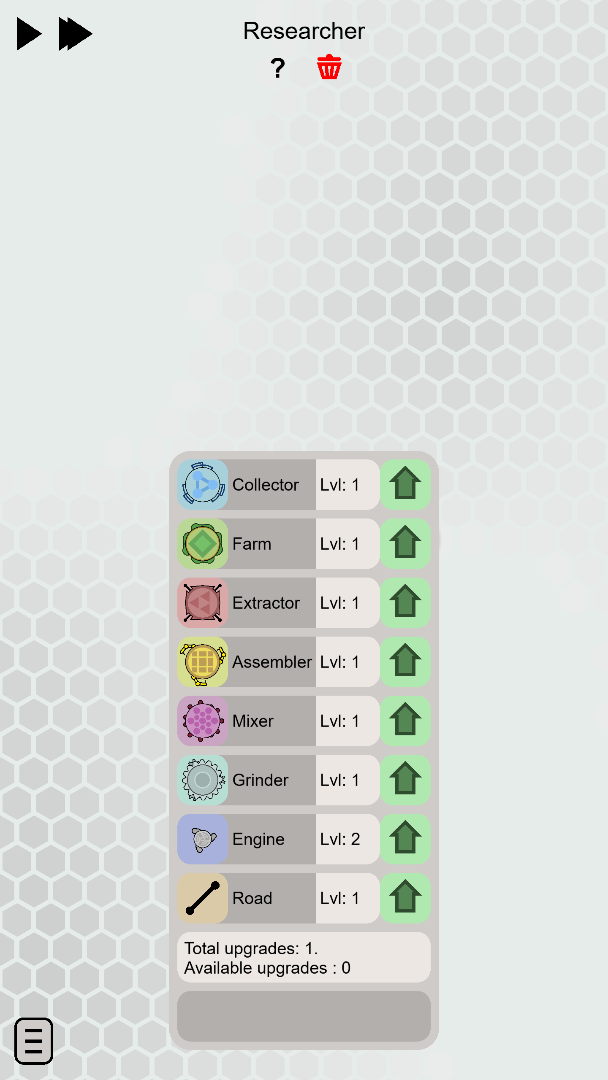 Researcher
?
Collector Lvl: 1
Farm Lvl: 1
Extractor Lvl: 1
Assembler Lvl: 1
Mixer Lvl: 1
Grinder Lvl: 1
Engine Lvl: 2
Road Lvl: 1
Total upgrades: 1.
Available upgrades : 0